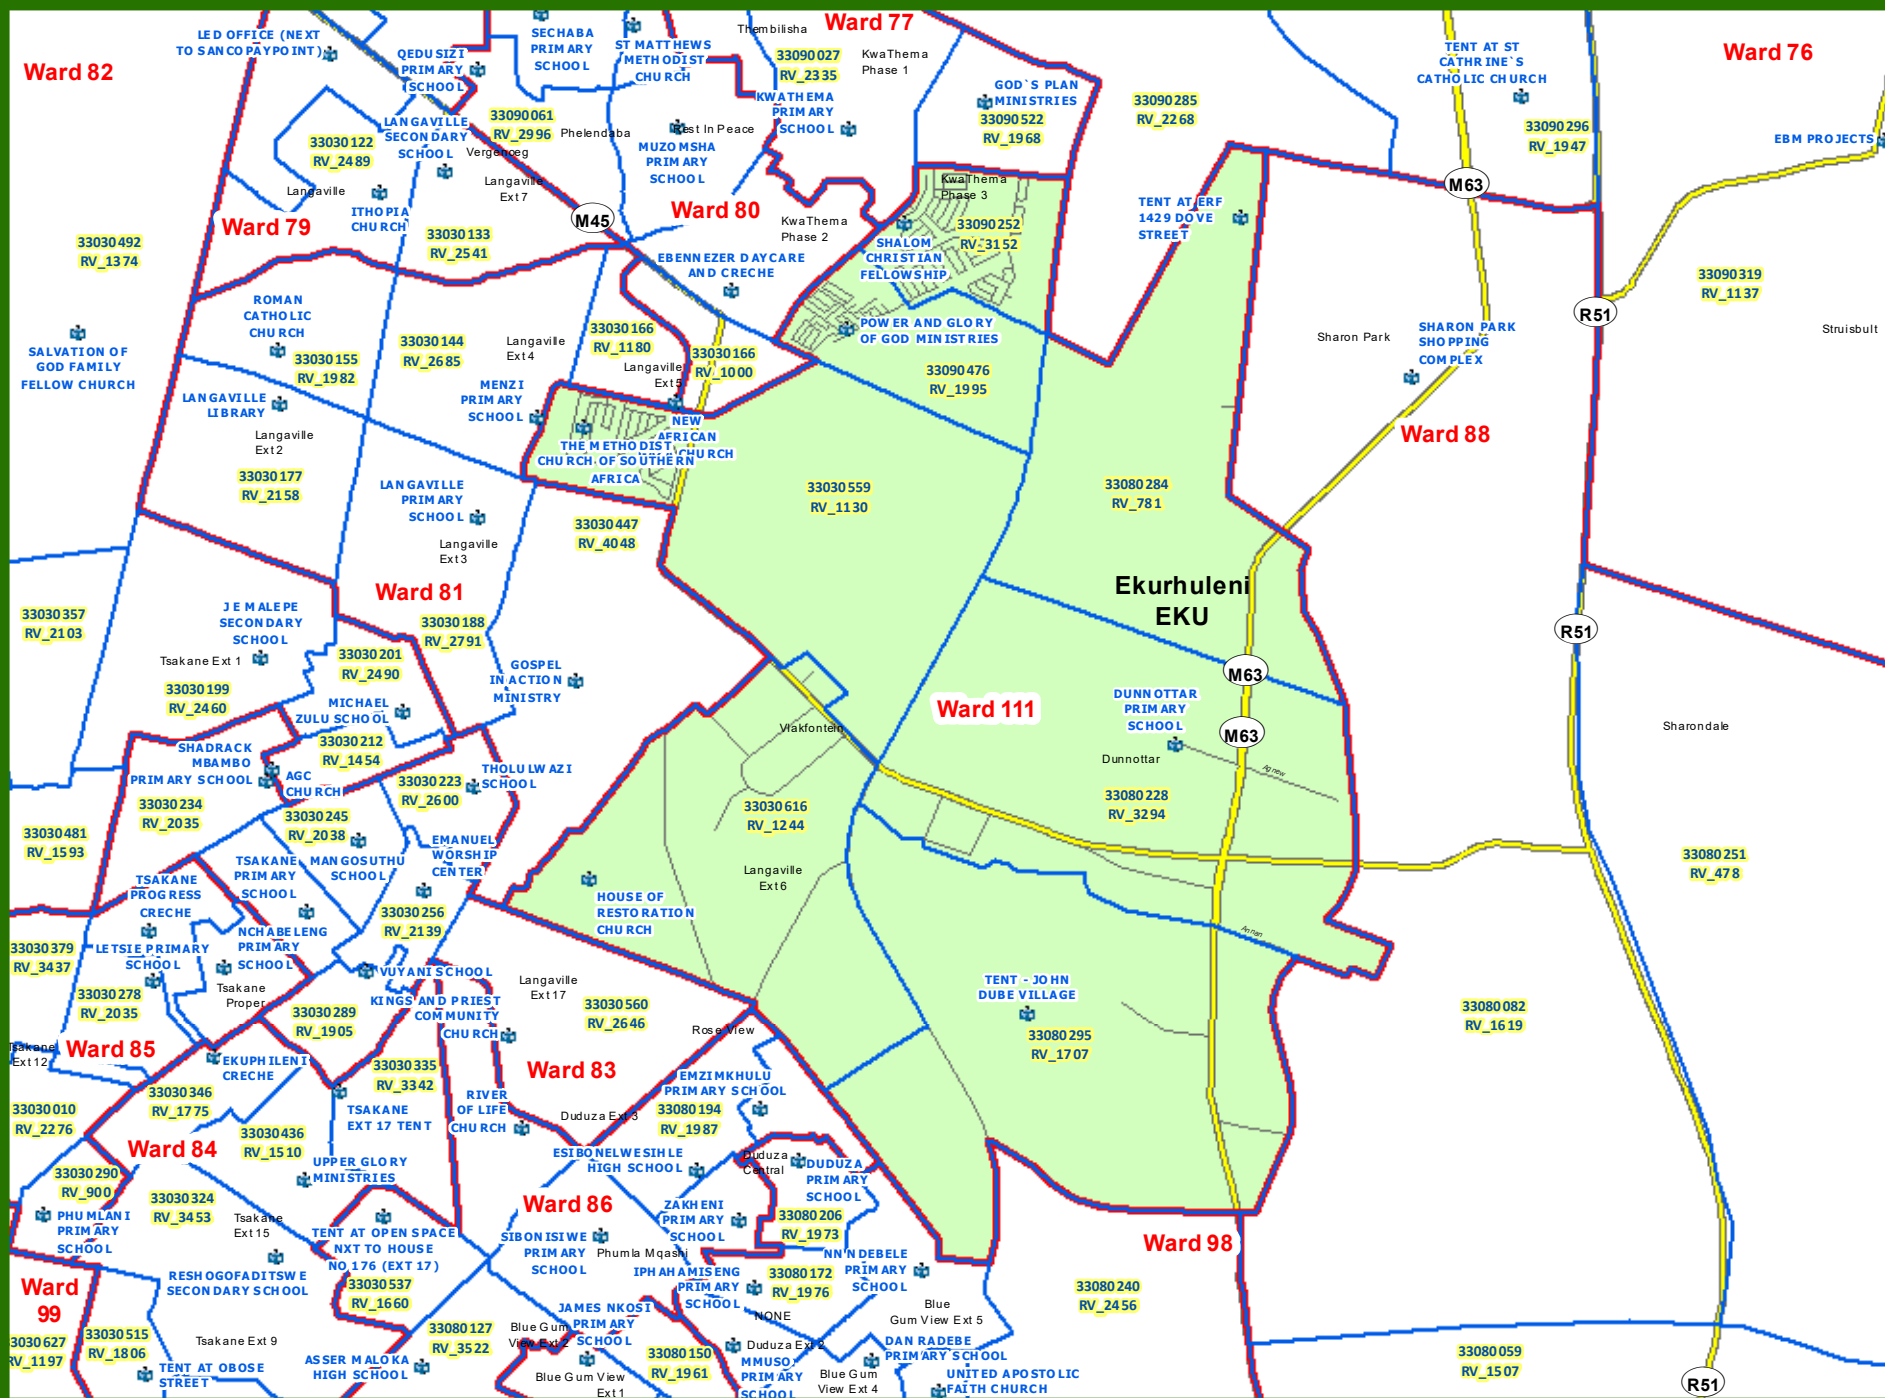 Ward 77
Ward 76
Ward 82
LED OFFICE (NEXT
TO SANCOPAYPOINT)
QEDUSIZI
PRIMARY
SCHOOL
SECHABA
PRIMARY
SCHOOL
ST MATTHEWS
METHODIST
CHURCH
Thembilisha
33090027
RV_2335
KwaThema
Phase 1
KWATHEMA
PRIMARY
SCHOOL
GOD`S PLAN
MINISTRIES
33090522
RV_1968
33090285
RV_2268
TENT AT ST
CATHRINE`S
CATHOLIC CHURCH
33090296
RV_1947
EBM PROJECTS
33030122
RV_2489
LANGAVILLE
SECONDARY
SCHOOL
33090061
RV_2996
Phelendaba
Vergenoeg
Rest In Peace
MUZOMSHA
PRIMARY
SCHOOL
Langaville
Langaville
Ext 7
ITHOPIA
CHURCH
Ward 79
33030133
RV_2541
M45
Ward 80
KwaThema
Phase 2
KwaThema
Phase 3
33090252
RV_3152
SHALOM
CHRISTIAN
FELLOWSHIP
TENT AT ERF
1429 DOVE
STREET
M63
33030492
RV_1374
EBENNEZER DAYCARE
AND CRECHE
33090319
RV_1137
R51
ROMAN
CATHOLIC
CHURCH
33030155
RV_1982
33030144
RV_2685
Langaville
Ext 4
33030166
RV_1180
33030166
RV_1000
Langaville
Ext 5
POWER AND GLORY
OF GOD MINISTRIES
33090476
RV_1995
Sharon Park
SHARON PARK
SHOPPING
COMPLEX
Struisbult
SALVATION OF
GOD FAMILY
FELLOW CHURCH
LANGAVILLE
LIBRARY
MENZI
PRIMARY
SCHOOL
NEW
AFRICAN
CHURCH
THE METHODIST
CHURCH OF SOUTHERN
AFRICA
Ward 88
Langaville
Ext 2
33030177
RV_2158
LANGAVILLE
PRIMARY
SCHOOL
33030559
RV_1130
33080284
RV_781
33030447
RV_4048
Langaville
Ext 3
Ward 81
Ekurhuleni
EKU
33030357
RV_2103
J E MALEPE
SECONDARY
SCHOOL
33030188
RV_2791
R51
Tsakane Ext 1
33030201
RV_2490
GOSPEL
IN ACTION
MINISTRY
M63
33030199
RV_2460
MICHAEL
ZULU SCHOOL
Ward 111
DUNNOTTAR
PRIMARY
SCHOOL
M63
Vlakfontein
Sharondale
SHADRACK
MBAMBO
PRIMARY SCHOOL
33030212
RV_1454
AGC
CHURCH
THOLULWAZI
SCHOOL
Dunnottar
Agnew
33030234
RV_2035
33030223
RV_2600
33030245
RV_2038
33030616
RV_1244
33080228
RV_3294
33030481
RV_1593
EMANUEL
WORSHIP
CENTER
33080251
RV_478
TSAKANE
PRIMARY
SCHOOL
MANGOSUTHU
SCHOOL
Langaville
Ext 6
TSAKANE
PROGRESS
CRECHE
33030256
RV_2139
HOUSE OF
RESTORATION
CHURCH
Annan
33030379
RV_3437
LETSIE PRIMARY
SCHOOL
NCHABELENG
PRIMARY
SCHOOL
VUYANI SCHOOL
33030278
RV_2035
Tsakane
Proper
Langaville
Ext 17
TENT - JOHN
DUBE VILLAGE
KINGS AND PRIEST
COMMUNITY
CHURCH
33030289
RV_1905
33030560
RV_2646
33080082
RV_1619
Rose View
33080295
RV_1707
Tsakane
Ext 12
Ward 85
EKUPHILENI
CRECHE
33030335
RV_3342
Ward 83
EMZIMKHULU
PRIMARY SCHOOL
33030346
RV_1775
RIVER
OF LIFE
CHURCH
33080194
RV_1987
33030010
RV_2276
TSAKANE
EXT 17 TENT
Duduza Ext 3
33030436
RV_1510
Ward 84
ESIBONELWESIHLE
HIGH SCHOOL
Duduza
Central
DUDUZA
PRIMARY
SCHOOL
33030290
RV_900
UPPER GLORY
MINISTRIES
33030324
RV_3453
Ward 86
ZAKHENI
PRIMARY
SCHOOL
33080206
RV_1973
PHUMLANI
PRIMARY
SCHOOL
Tsakane
Ext 15
TENT AT OPEN SPACE
NXT TO HOUSE
NO 176 (EXT 17)
SIBONISIWE
PRIMARY
SCHOOL
Phumla Mqashi
Ward 98
NN NDEBELE
PRIMARY
SCHOOL
RESHOGOFADITSWE
SECONDARY SCHOOL
33030537
RV_1660
IPHAHAMISENG
PRIMARY
SCHOOL
33080172
RV_1976
33080240
RV_2456
Ward
99
JAMES NKOSI
PRIMARY
SCHOOL
NONE
Blue
Gum View Ext 5
33080127
RV_3522
Blue Gum
View Ext 2
Duduza Ext 2
3030627
RV_1197
33030515
RV_1806
Tsakane Ext 9
DAN RADEBE
PRIMARY SCHOOL
33080059
RV_1507
TENT AT OBOSE
STREET
ASSER MALOKA
HIGH SCHOOL
33080150
RV_1961
MMUSO
PRIMARY
SCHOOL
Blue Gum View
Ext 1
Blue Gum
View Ext 4
UNITED APOSTOLIC
FAITH CHURCH
R51